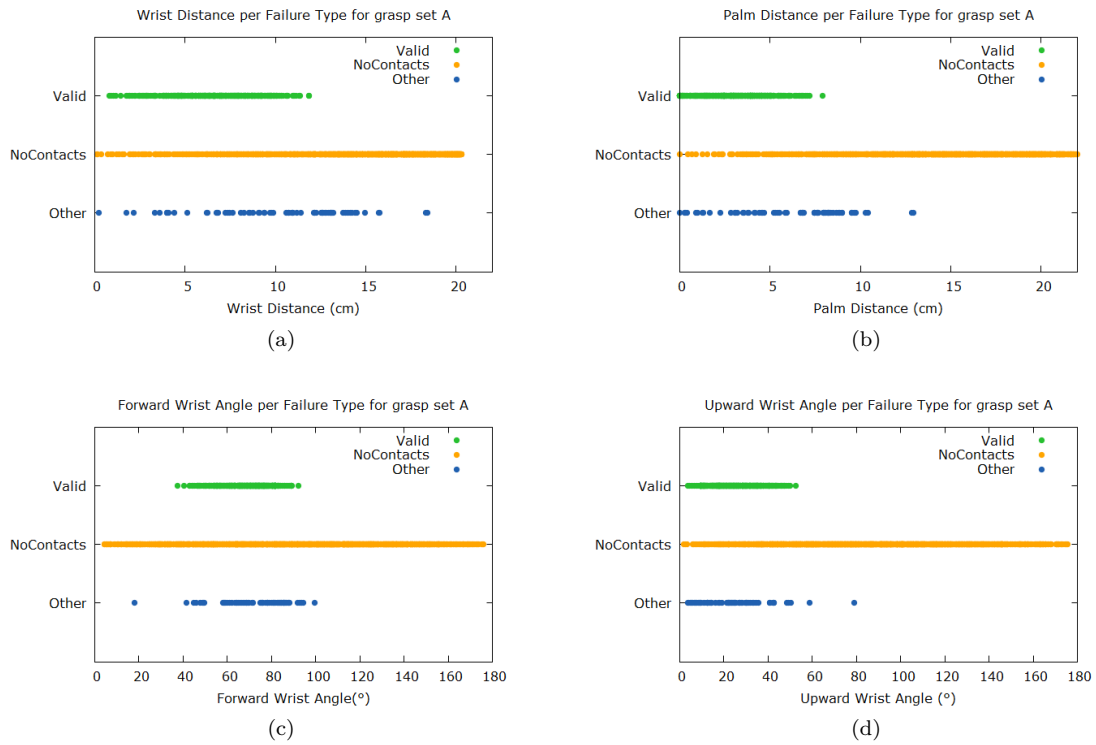 Wrist Distance per Failure Type for grasp set A
Valid
NoContacts
Other
Valid
NoContacts
Other
0 5 10 15 20
Wrist Distance (cm)
(a)
Palm Distance per Failure Type for grasp set A
Valid
NoContacts
Other
Valid
NoContacts
Other
0 5 10 15 20
Palm Distance (cm)
(b)
Forward Wrist Angle per Failure Type for grasp set A
Valid
NoContacts
Other
Valid
NoContacts
Other
0 20 40 60 80 100 120 140 160 180
Forward Wrist Angle(°)
(c)
Upward Wrist Angle per Failure Type for grasp set A
Valid
NoContacts
Other
Valid
NoContacts
Other
0 20 40 60 80 100 120 140 160 180
Upward Wrist Angle (°)
(d)